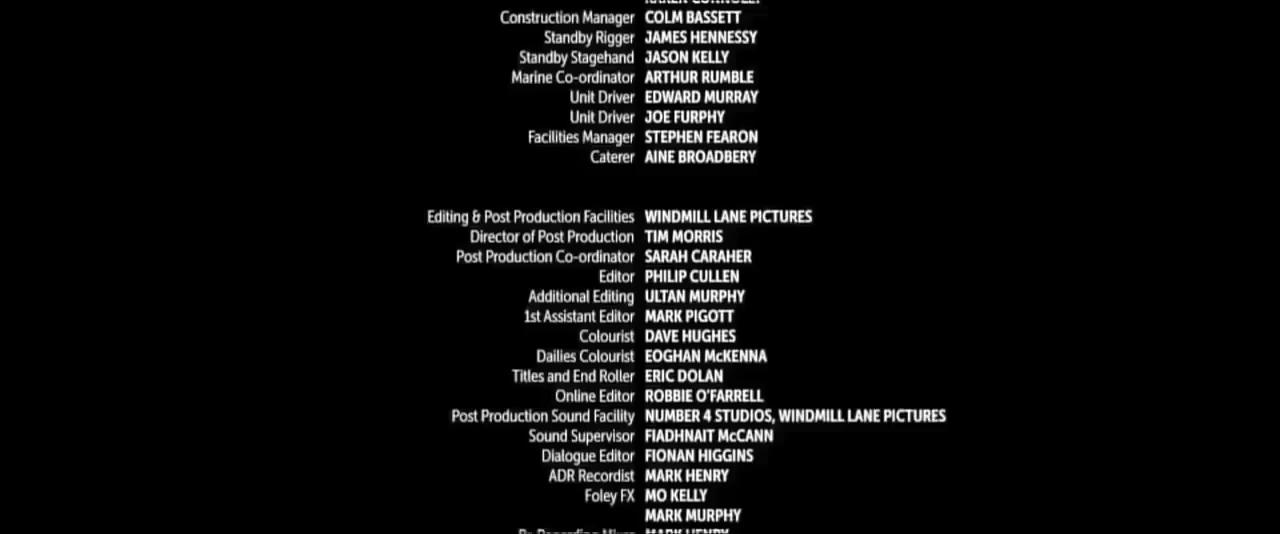 Construction Manager COLM BASSETT
Standby Rigger JAMES HENNESSY
Standby Stagehand JASON KELLY
Marine Co-ordinator ARTHUR RUMBLE
Unit Driver EDWARD MURRAY
Unit Driver JOE FURPHY
Facilities Manager STEPHEN FEARON
Caterer AINE BROADBERY
Editing & Post Production Facilities WINDMILL LANE PICTURES
Director of Post Production TIM MORRIS
Post Production Co-ordinator SARAH CARAHER
Editor PHILIP CULLEN
Additional Editing ULTAN MURPHY
1st Assistant Editor MARK PIGOTT
Colourist DAVE HUGHES
Dailies Colourist EOGHAN McKENNA
Titles and End Roller ERIC DOLAN
Online Editor ROBBIE O'FARRELL
Post Production Sound Facility NUMBER 4 STUDIOS, WINDMILL LANE PICTURES
Sound Supervisor FIADHNAIT McCANN
Dialogue Editor FIONAN HIGGINS
ADR Recordist MARK HENRY
Foley FX MO KELLY
MARK MURPHY